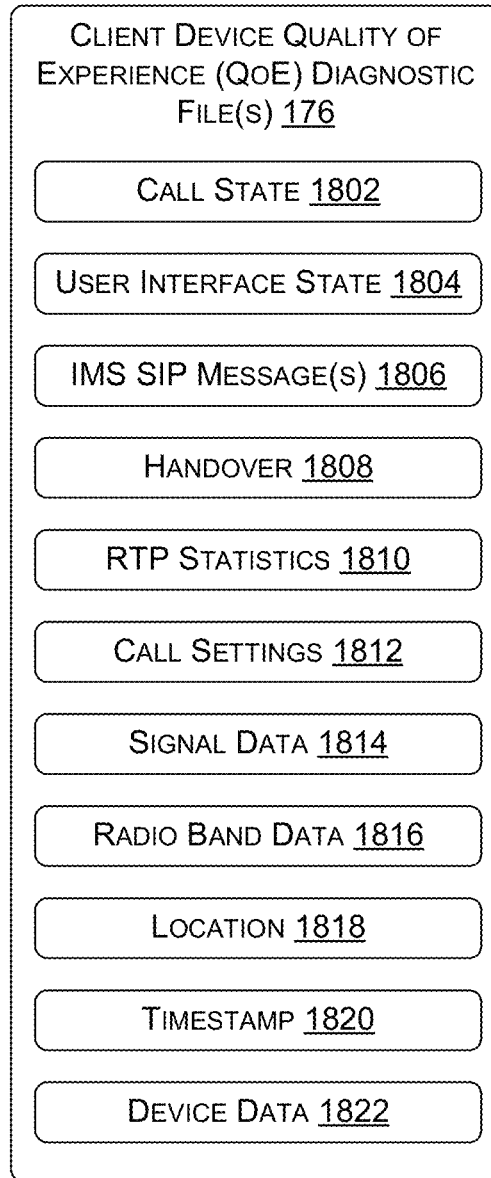 CLIENT DEVICE QUALITY OF
EXPERIENCE (QOE) DIAGNOSTIC
FILE(S) 176
CALL STATE 1802
USER INTERFACE STATE 1804
IMS SIP MESSAGE(S) 1806
HANDOVER 1808
RTP STATISTICS 1810
CALL SETTINGS 1812
SIGNAL DATA 1814
RADIO BAND DATA 1816
LOCATION 1818
TIMESTAMP 1820
DEVICE DATA 1822